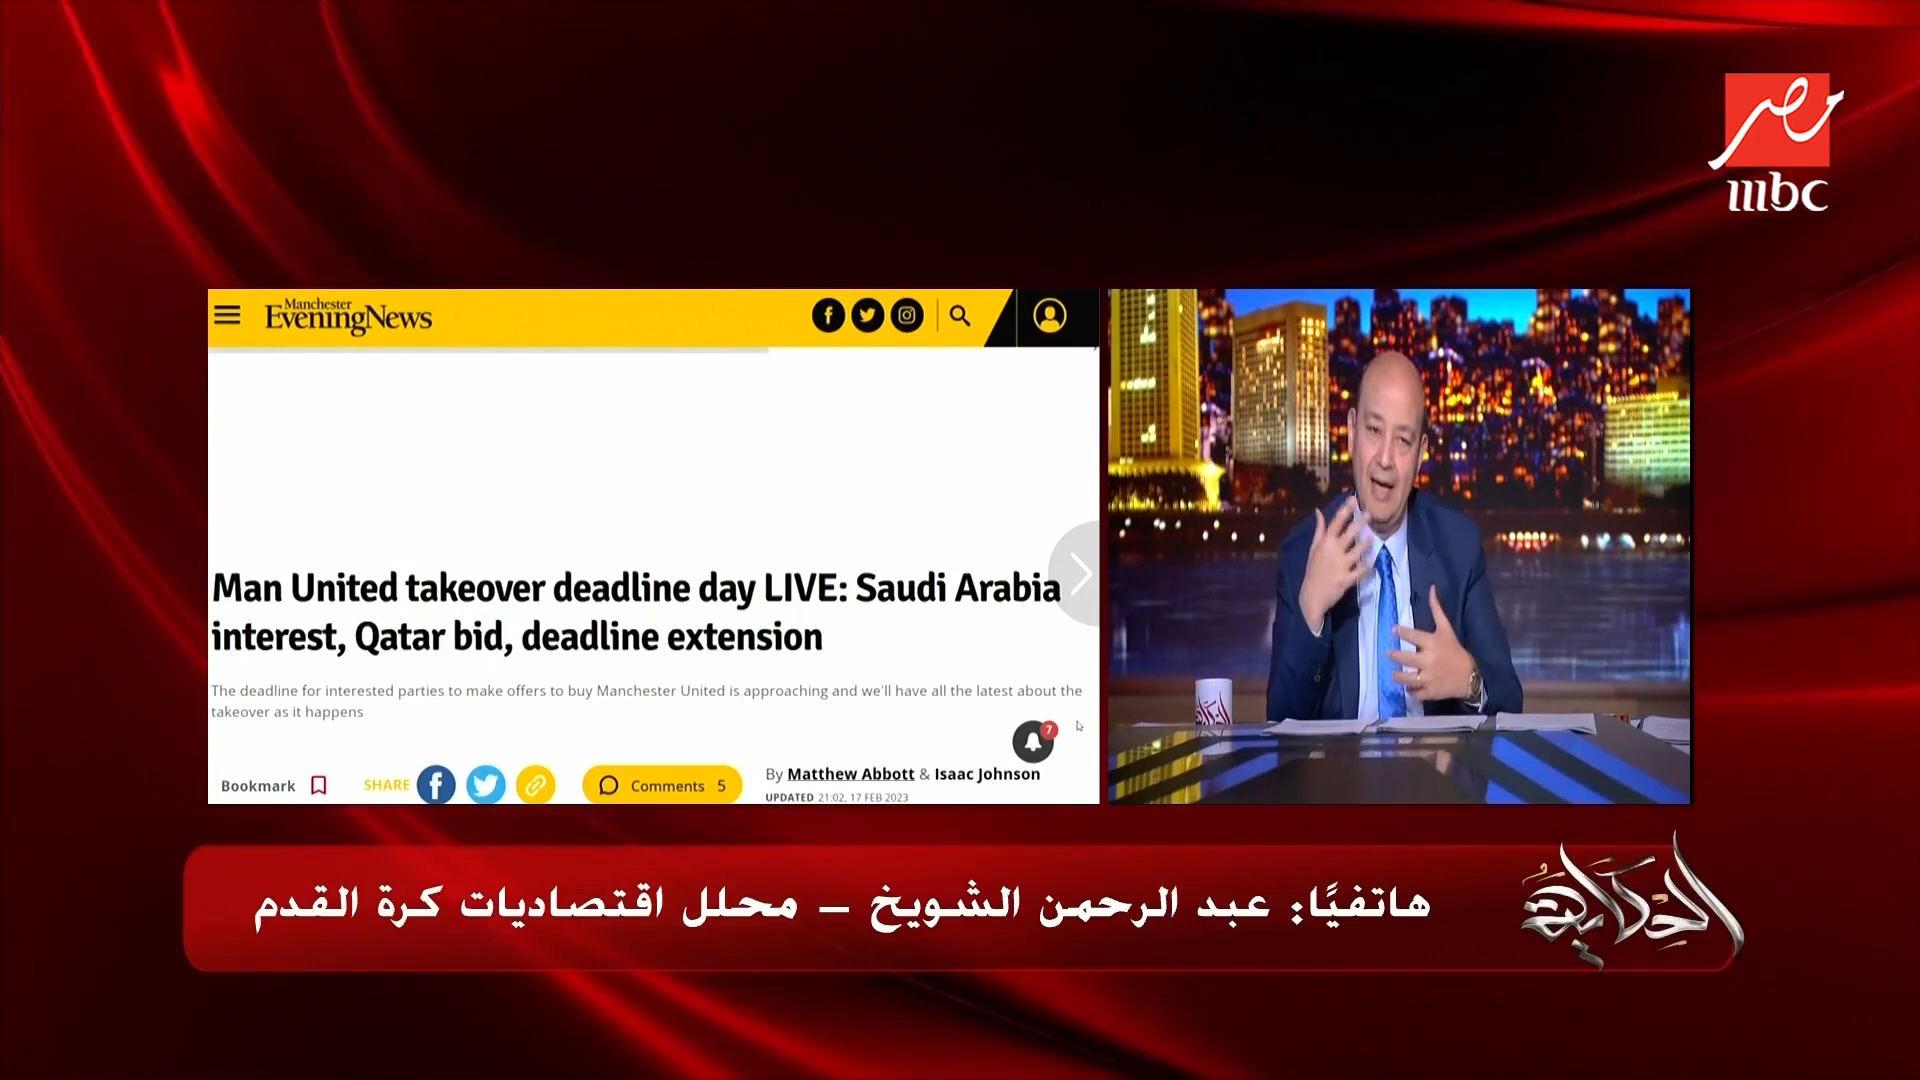 مصر
mbc
Manchester
EveningNews
Man United takeover deadline day LIVE: Saudi Arabia
interest, Qatar bid, deadline extension
The deadline for interested parties to make offers to buy Manchester United is approaching and we'll have all the latest about the
takeover as it happens
7
Bookmark
SHARE
Comments 5
By Matthew Abbott & Isaac Johnson
UPDATED 21:02, 17 FEB 2023
الحكاية
هاتفيًا: عبد الرحمن الشويخ – محلل اقتصاديات كرة القدم
الحكاية